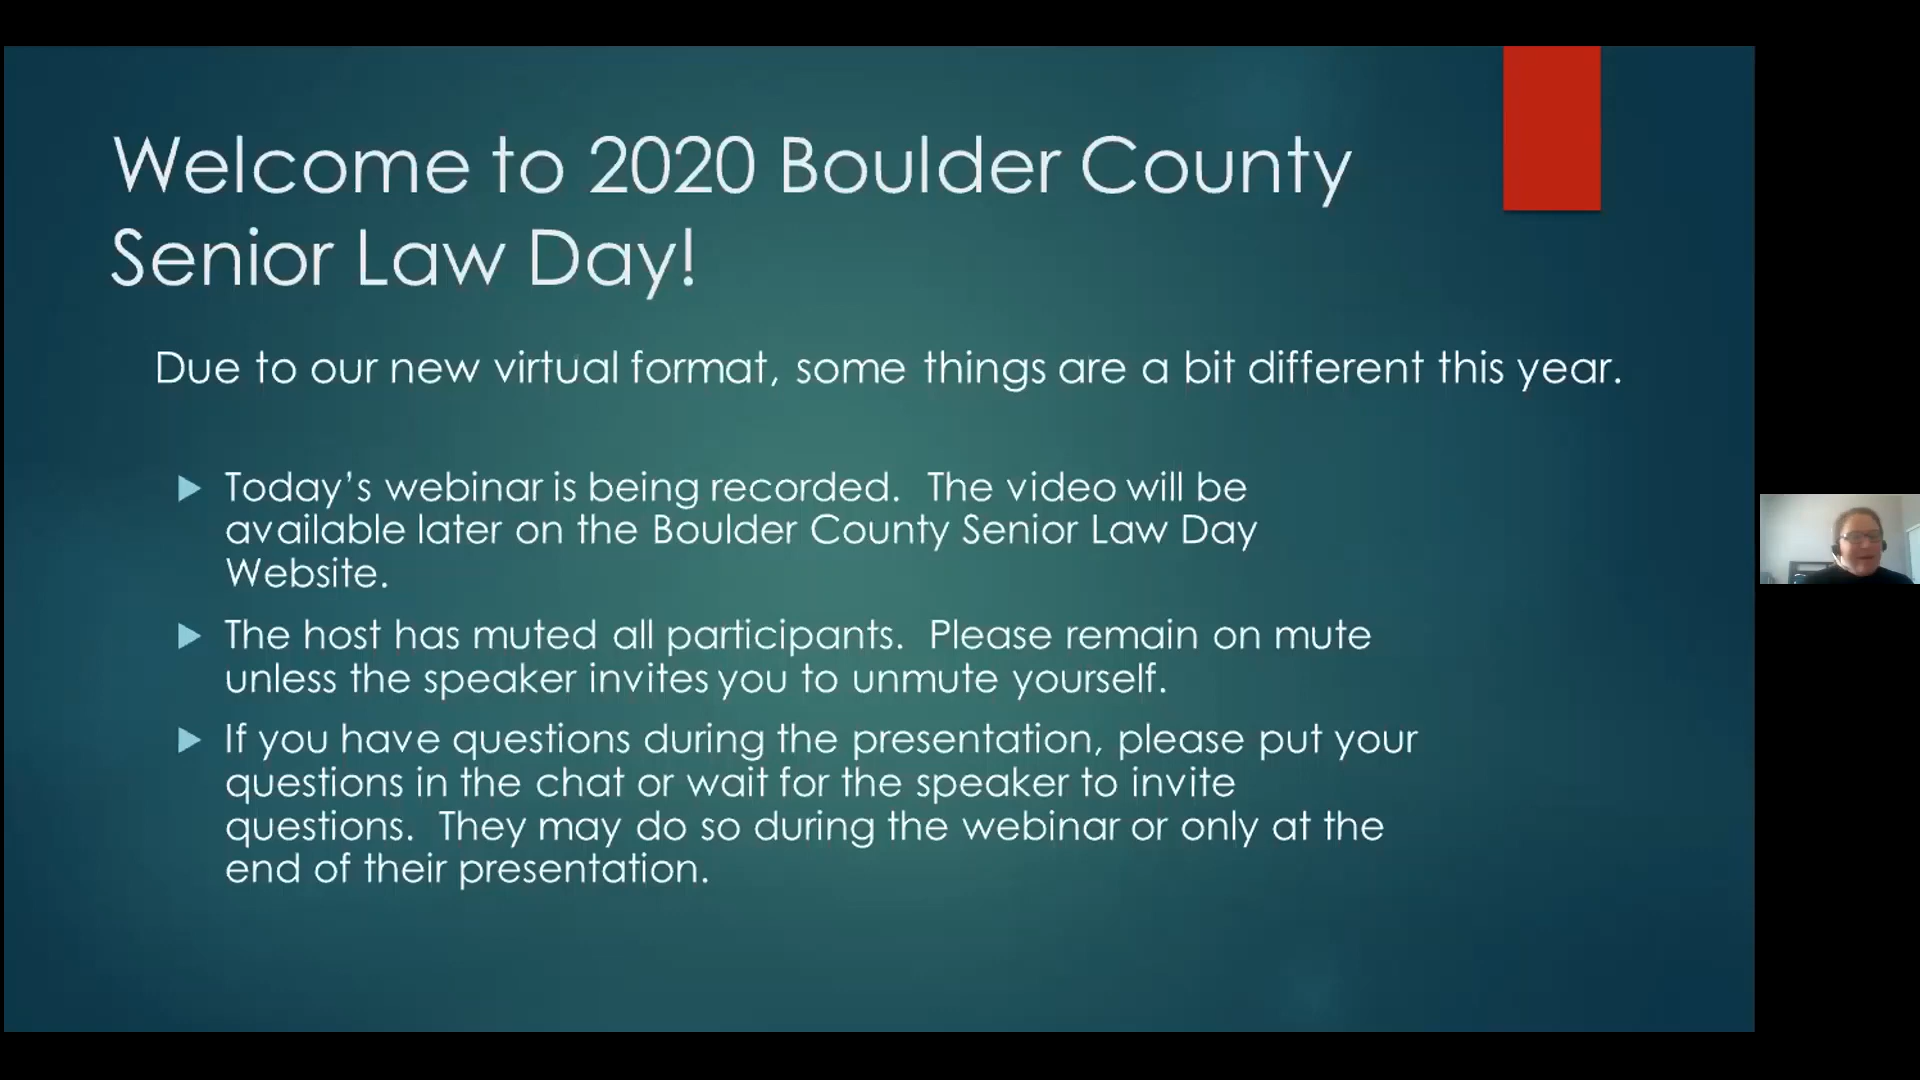 Welcome to 2020 Boulder County
Senior Law Day!
Due to our new virtual format, some things are a bit different this year.
Today’s webinar is being recorded.  The video will be
available later on the Boulder County Senior Law Day
Website.
The host has muted all participants.  Please remain on mute
unless the speaker invites you to unmute yourself.
If you have questions during the presentation, please put your
questions in the chat or wait for the speaker to invite
questions.  They may do so during the webinar or only at the
end of their presentation.